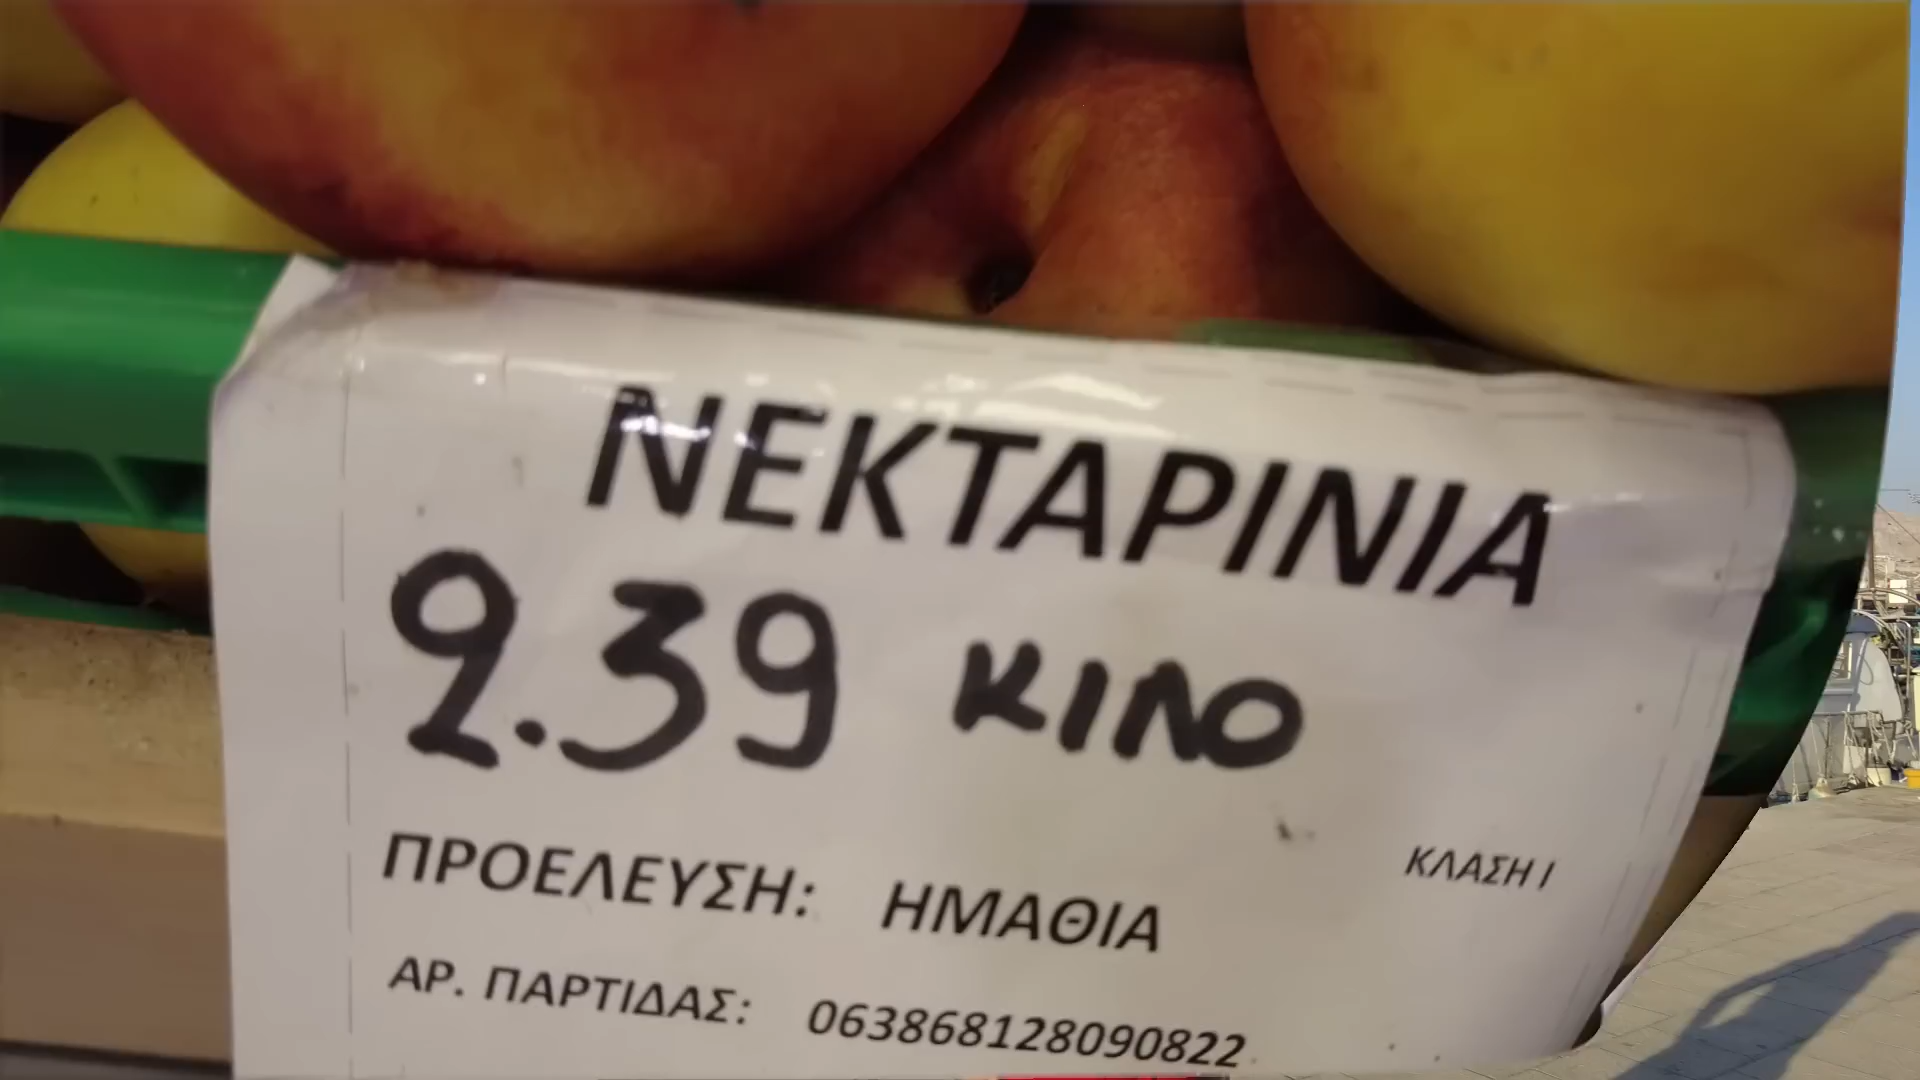 ΝΕΚΤΑΡΙΝΙΑ
2.39 ΚΙΛΟ
ΚΛΑΣΗ Ι
ΠΡΟΕΛΕΥΣΗ: ΗΜΑΘΙΑ
ΑΡ. ΠΑΡΤΙΔΑΣ: 063868128090822